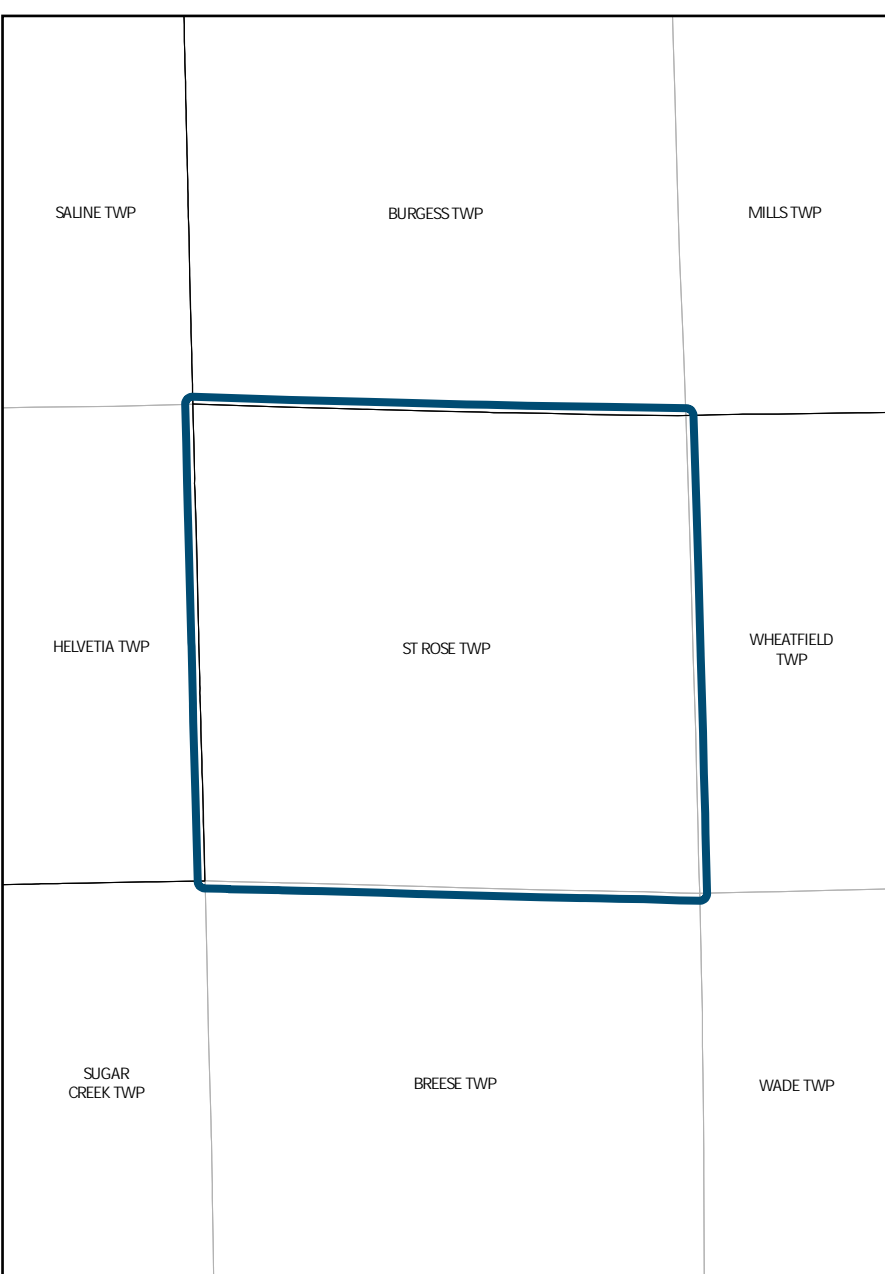 SALINE TWP
BURGESS TWP
MILLS TWP
HELVETIA TWP
ST ROSE TWP
WHEATFIELD
TWP
SUGAR
CREEK TWP
BREESE TWP
WADE TWP